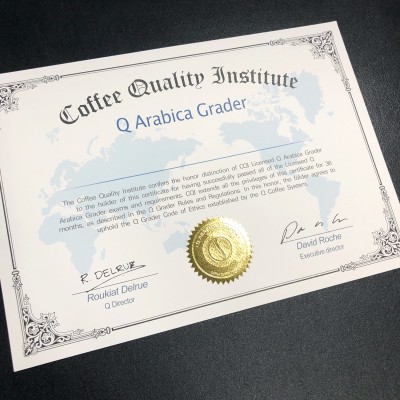 Coffee Quality Institute
Q Arabica Grader
The Coffee Quality Institute confers the honor distinction of CQI Licensed Q Arabica Grader
to the holder of this certificate for having successfully passed all of the Licensed Q
Arabica Grader exams and requirements. CQI extends all the privileges of this certificate for 36
months, as described in the Q Grader Rules and Regulations. In this honor, the holder agrees to
uphold the Q Grader Code of Ethics established by the Q Coffee System.
R. DELRUE
Roukiat Delrue
Q Director
David Roche
Executive director